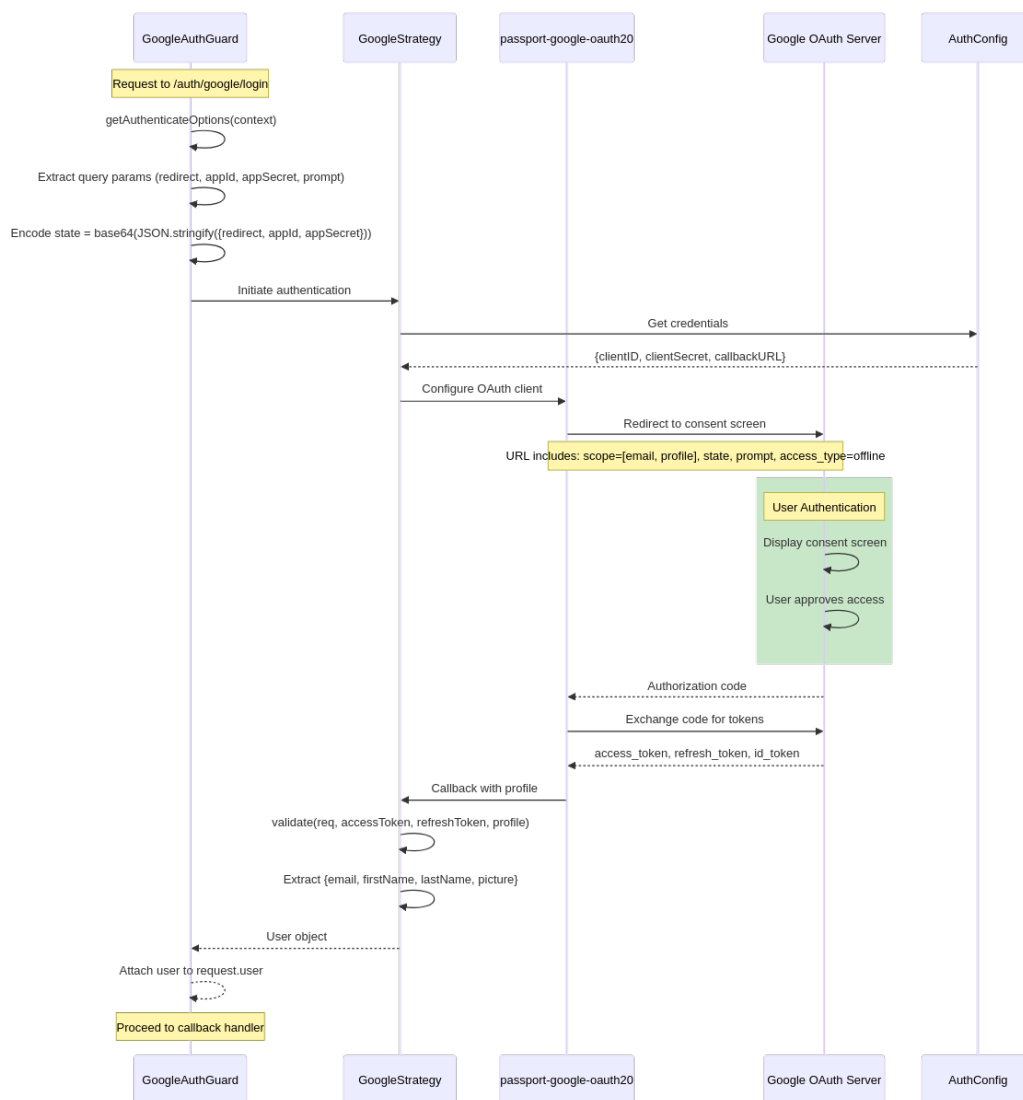 GoogleAuthGuard
GoogleStrategy
passport-google-oauth20
Google OAuth Server
AuthConfig
Request to /auth/google/login
getAuthenticateOptions(context)
Extract query params (redirect, appId, appSecret, prompt)
Encode state = base64(JSON.stringify({redirect, appId, appSecret}))
Initiate authentication
Get credentials
{clientID, clientSecret, callbackURL}
Configure OAuth client
Redirect to consent screen
URL includes: scope=[email, profile], state, prompt, access_type=offline
User Authentication
Display consent screen
User approves access
Authorization code
Exchange code for tokens
access_token, refresh_token, id_token
Callback with profile
validate(req, accessToken, refreshToken, profile)
Extract {email, firstName, lastName, picture}
User object
Attach user to request.user
Proceed to callback handler
GoogleAuthGuard
GoogleStrategy
passport-google-oauth20
Google OAuth Server
AuthConfig